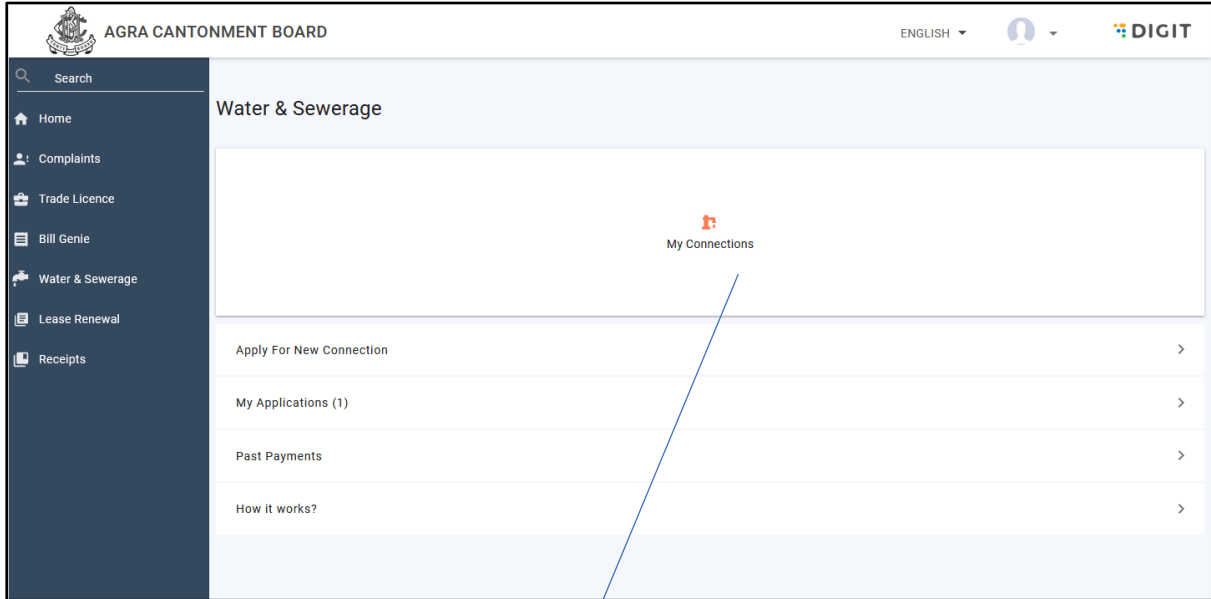 AGRA CANTONMENT BOARD
ENGLISH
DIGIT
Search
Home
Complaints
Trade Licence
Bill Genie
Water & Sewerage
Lease Renewal
Receipts
Water & Sewerage
My Connections
Apply For New Connection
My Applications (1)
Past Payments
How it works?